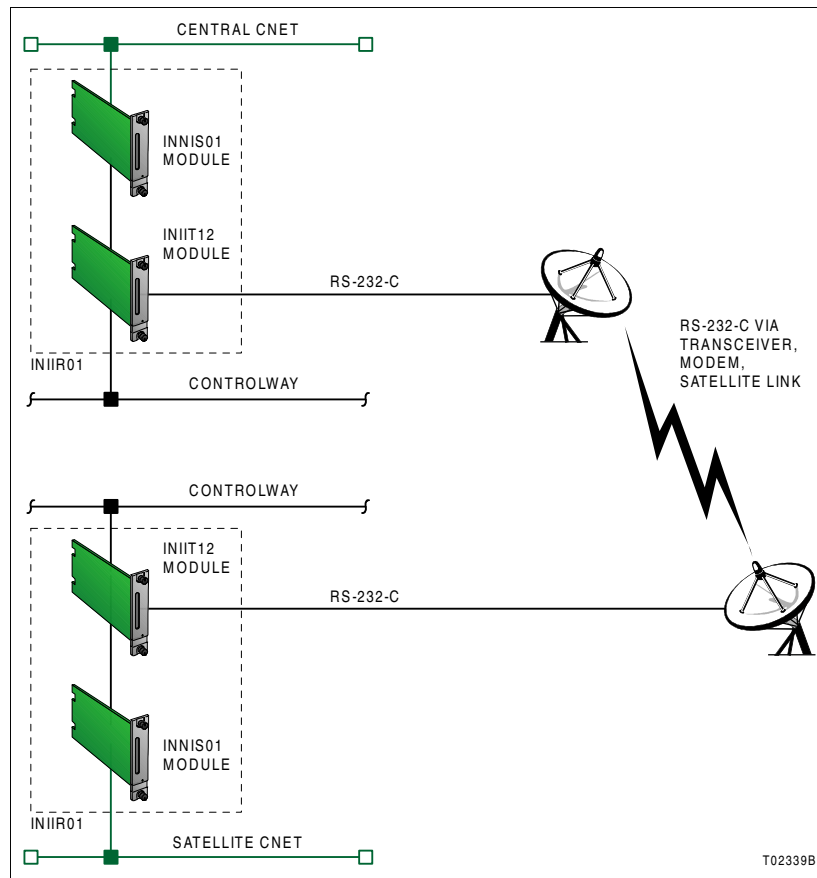 CENTRAL CNET
INNIS01
MODULE
INIIT12
MODULE
RS-232-C
RS-232-C VIA
TRANSCEIVER,
MODEM,
SATELLITE LINK
INIIR01
CONTROLWAY
CONTROLWAY
INIIT12
MODULE
RS-232-C
INNIS01
MODULE
INIIR01
SATELLITE CNET
T02339B